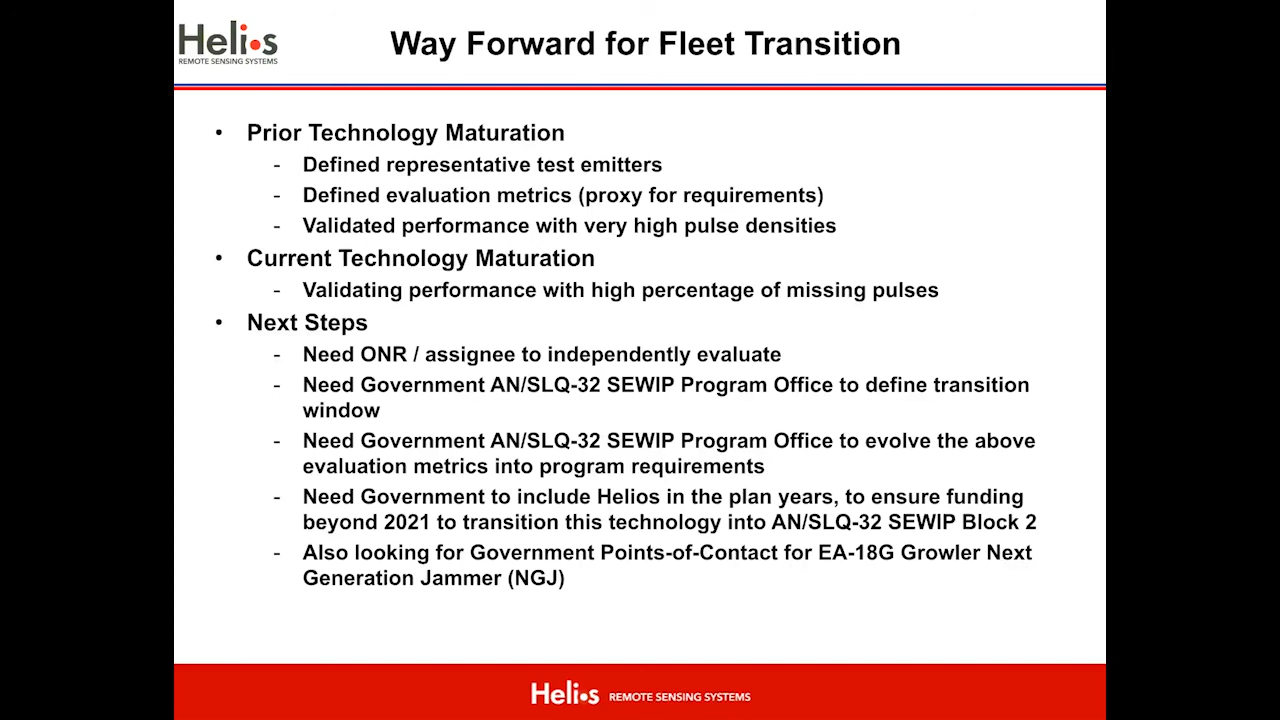 Helios
REMOTE SENSING SYSTEMS
Way Forward for Fleet Transition
• Prior Technology Maturation
- Defined representative test emitters
- Defined evaluation metrics (proxy for requirements)
- Validated performance with very high pulse densities
• Current Technology Maturation
- Validating performance with high percentage of missing pulses
• Next Steps
- Need ONR / assignee to independently evaluate
- Need Government AN/SLQ-32 SEWIP Program Office to define transition
window
- Need Government AN/SLQ-32 SEWIP Program Office to evolve the above
evaluation metrics into program requirements
- Need Government to include Helios in the plan years, to ensure funding
beyond 2021 to transition this technology into AN/SLQ-32 SEWIP Block 2
- Also looking for Government Points-of-Contact for EA-18G Growler Next
Generation Jammer (NGJ)
Helios REMOTE SENSING SYSTEMS